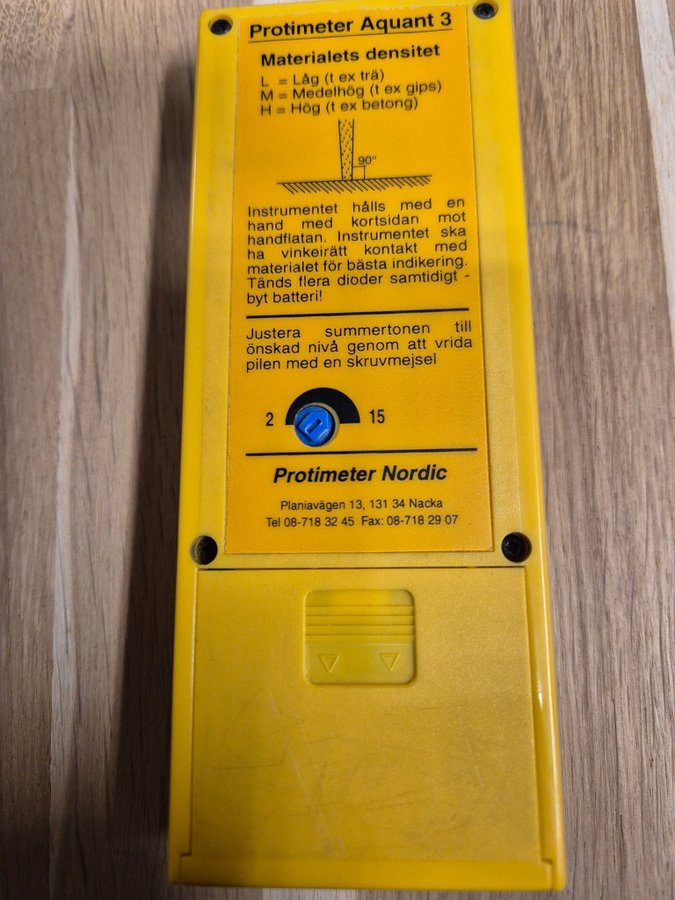 Protimeter Aquant 3
Materialets densitet
L = Låg (t ex trä)
M = Medelhög (t ex gips)
H = Hög (t ex betong)
90°
Instrumentet hålls med en
hand med kortsidan mot
handflatan. Instrumentet ska
ha vinkeirätt kontakt med
materialet för bästa indikering.
Tänds flera dioder samtidigt -
byt batteri!
Justera summertonen till
önskad nivå genom att vrida
pilen med en skruvmejsel
2 15
Protimeter Nordic
Planiavägen 13, 131 34 Nacka
Tel 08-718 32 45 Fax: 08-718 29 07